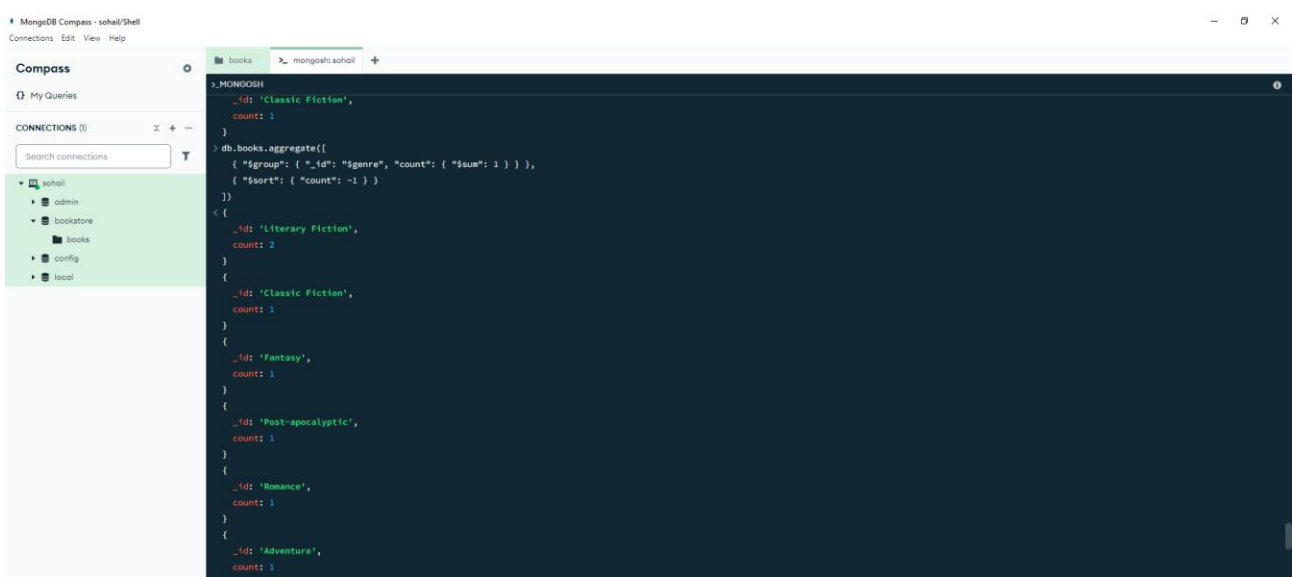 MongoDB Compass - sohail/Shell
Connections Edit View Help
Compass
{} My Queries
CONNECTIONS (1)
Search connections
sohail
admin
bookstore
books
config
local
books
>_ mongosh: sohail
>_MONGOSH
_id: 'Classic Fiction',
count: 1
}
> db.books.aggregate([
{ "$group": { "_id": "$genre", "count": { "$sum": 1 } } },
{ "$sort": { "count": -1 } }
])
< {
_id: 'Literary Fiction',
count: 2
}
{
_id: 'Classic Fiction',
count: 1
}
{
_id: 'Fantasy',
count: 1
}
{
_id: 'Post-apocalyptic',
count: 1
}
{
_id: 'Romance',
count: 1
}
{
_id: 'Adventure',
count: 1